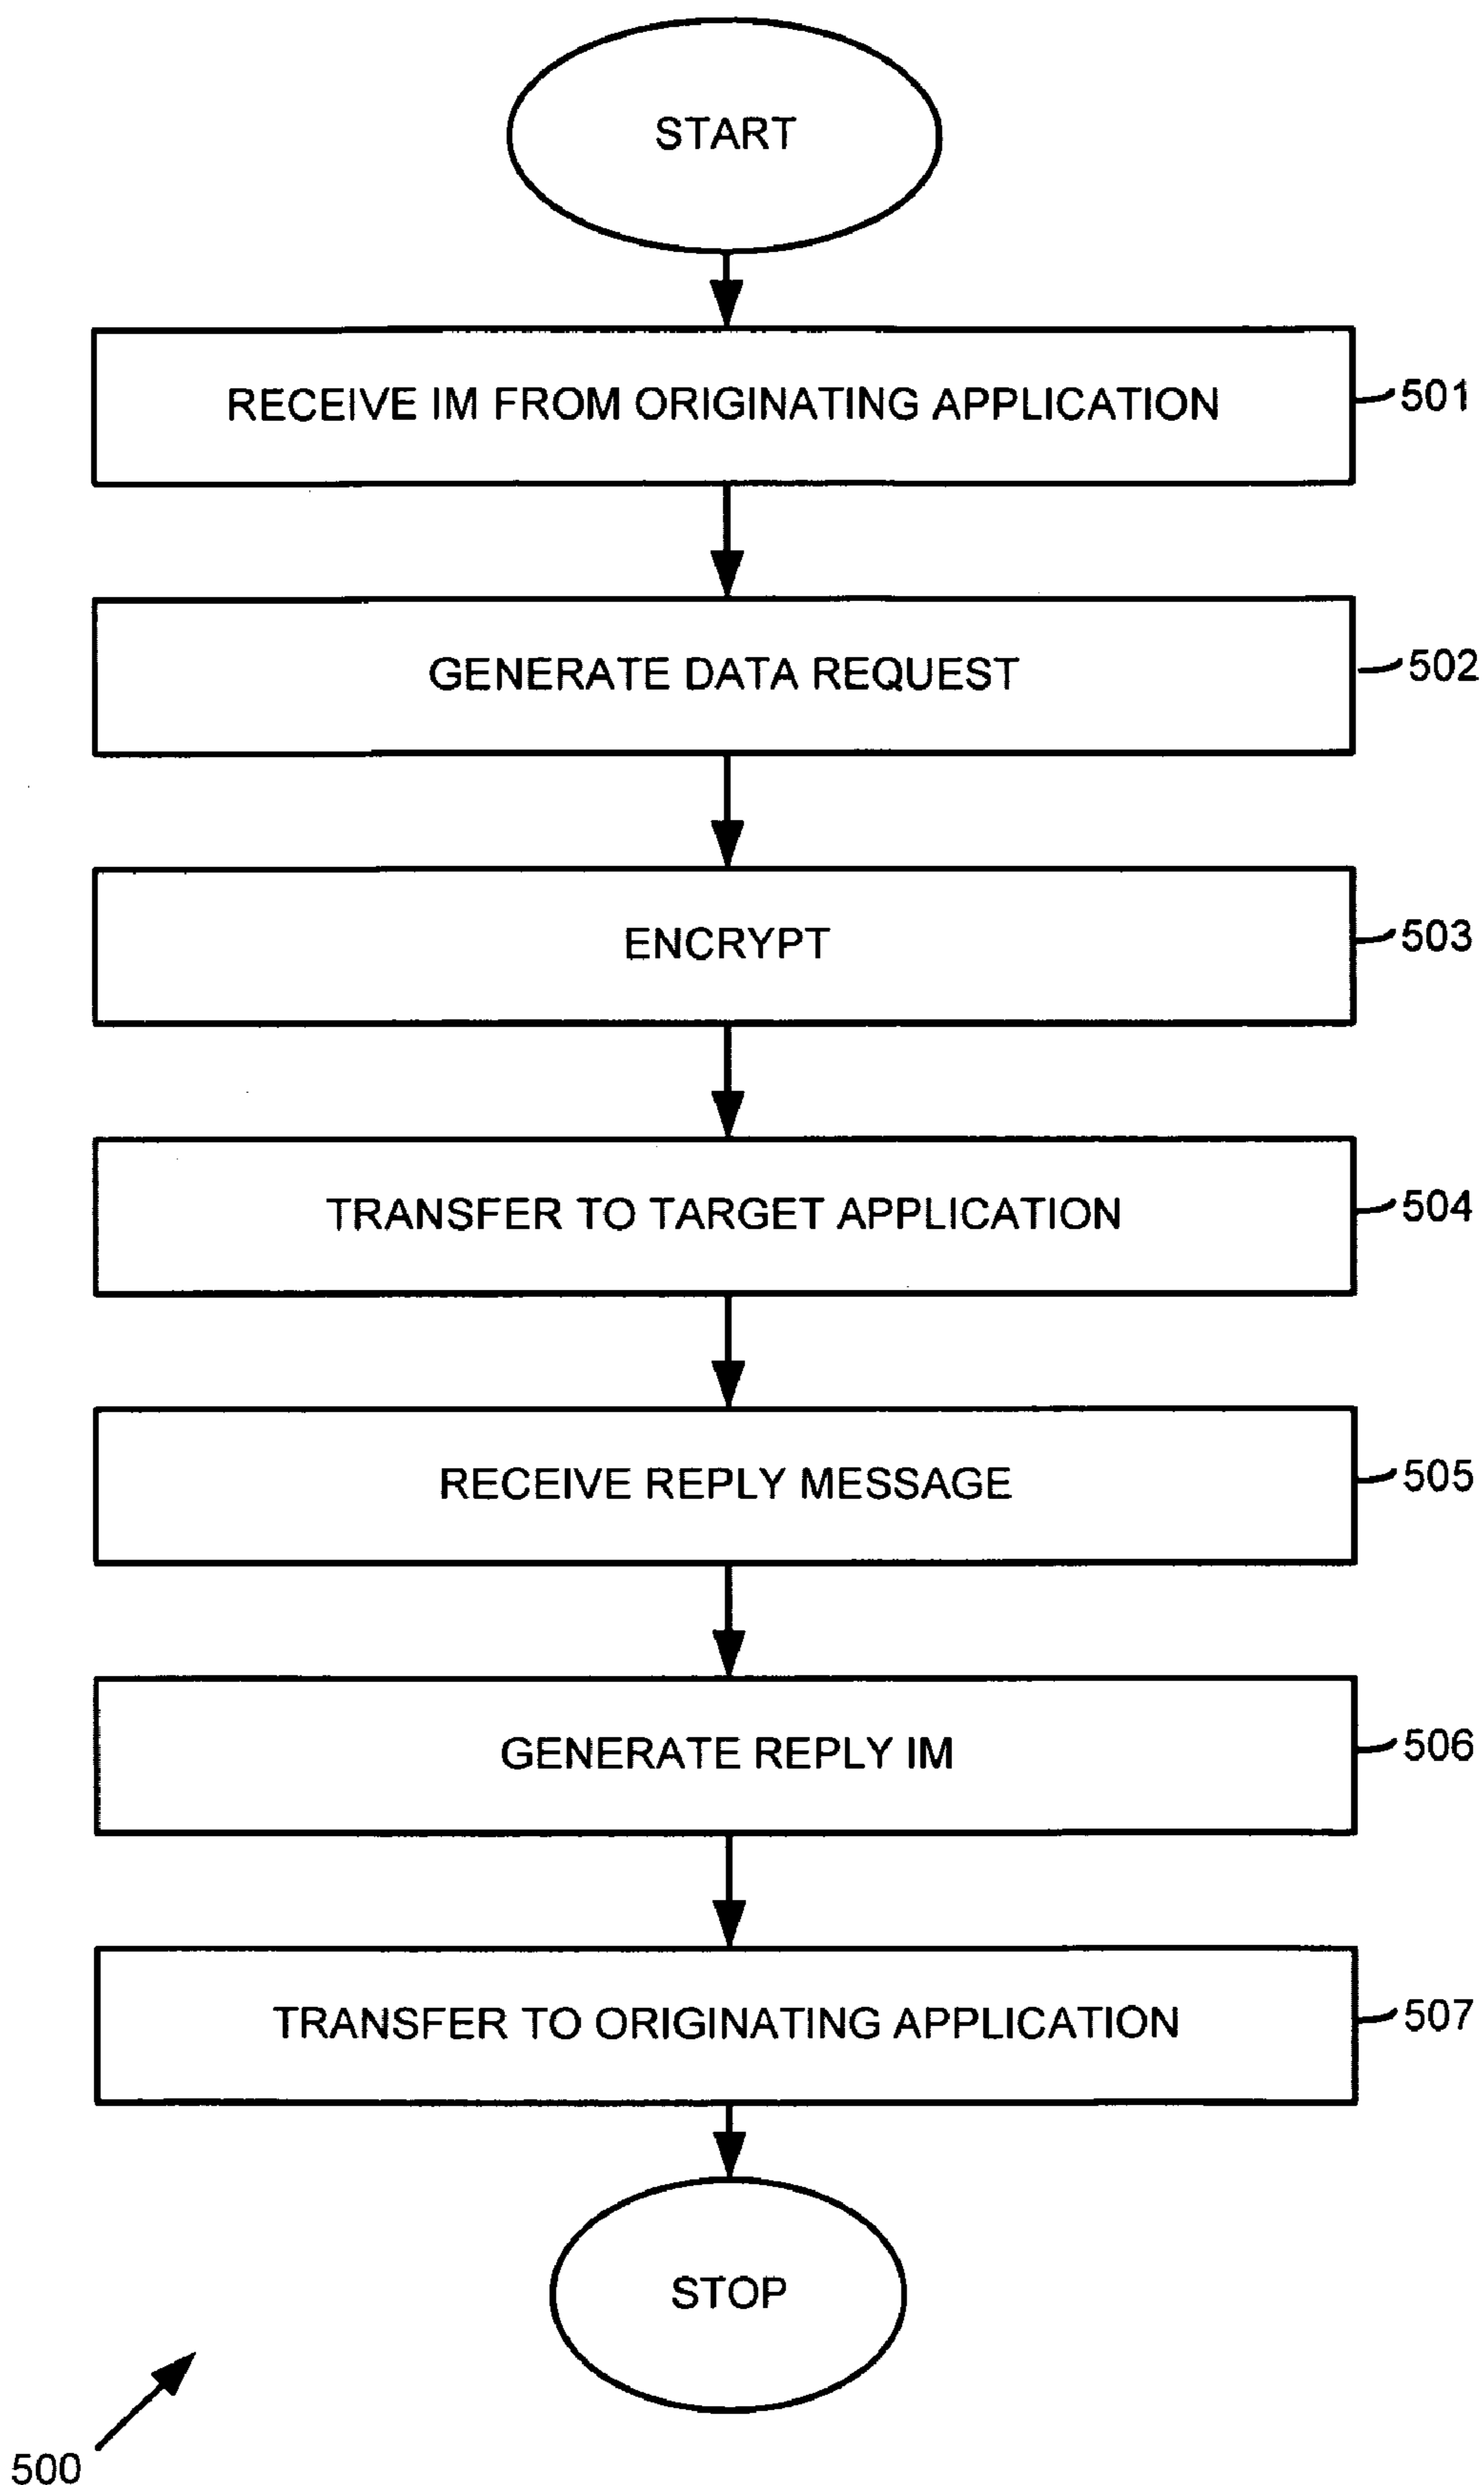 START
RECEIVE IM FROM ORIGINATING APPLICATION
501
GENERATE DATA REQUEST
502
ENCRYPT
503
TRANSFER TO TARGET APPLICATION
504
RECEIVE REPLY MESSAGE
505
GENERATE REPLY IM
506
TRANSFER TO ORIGINATING APPLICATION
507
STOP
500